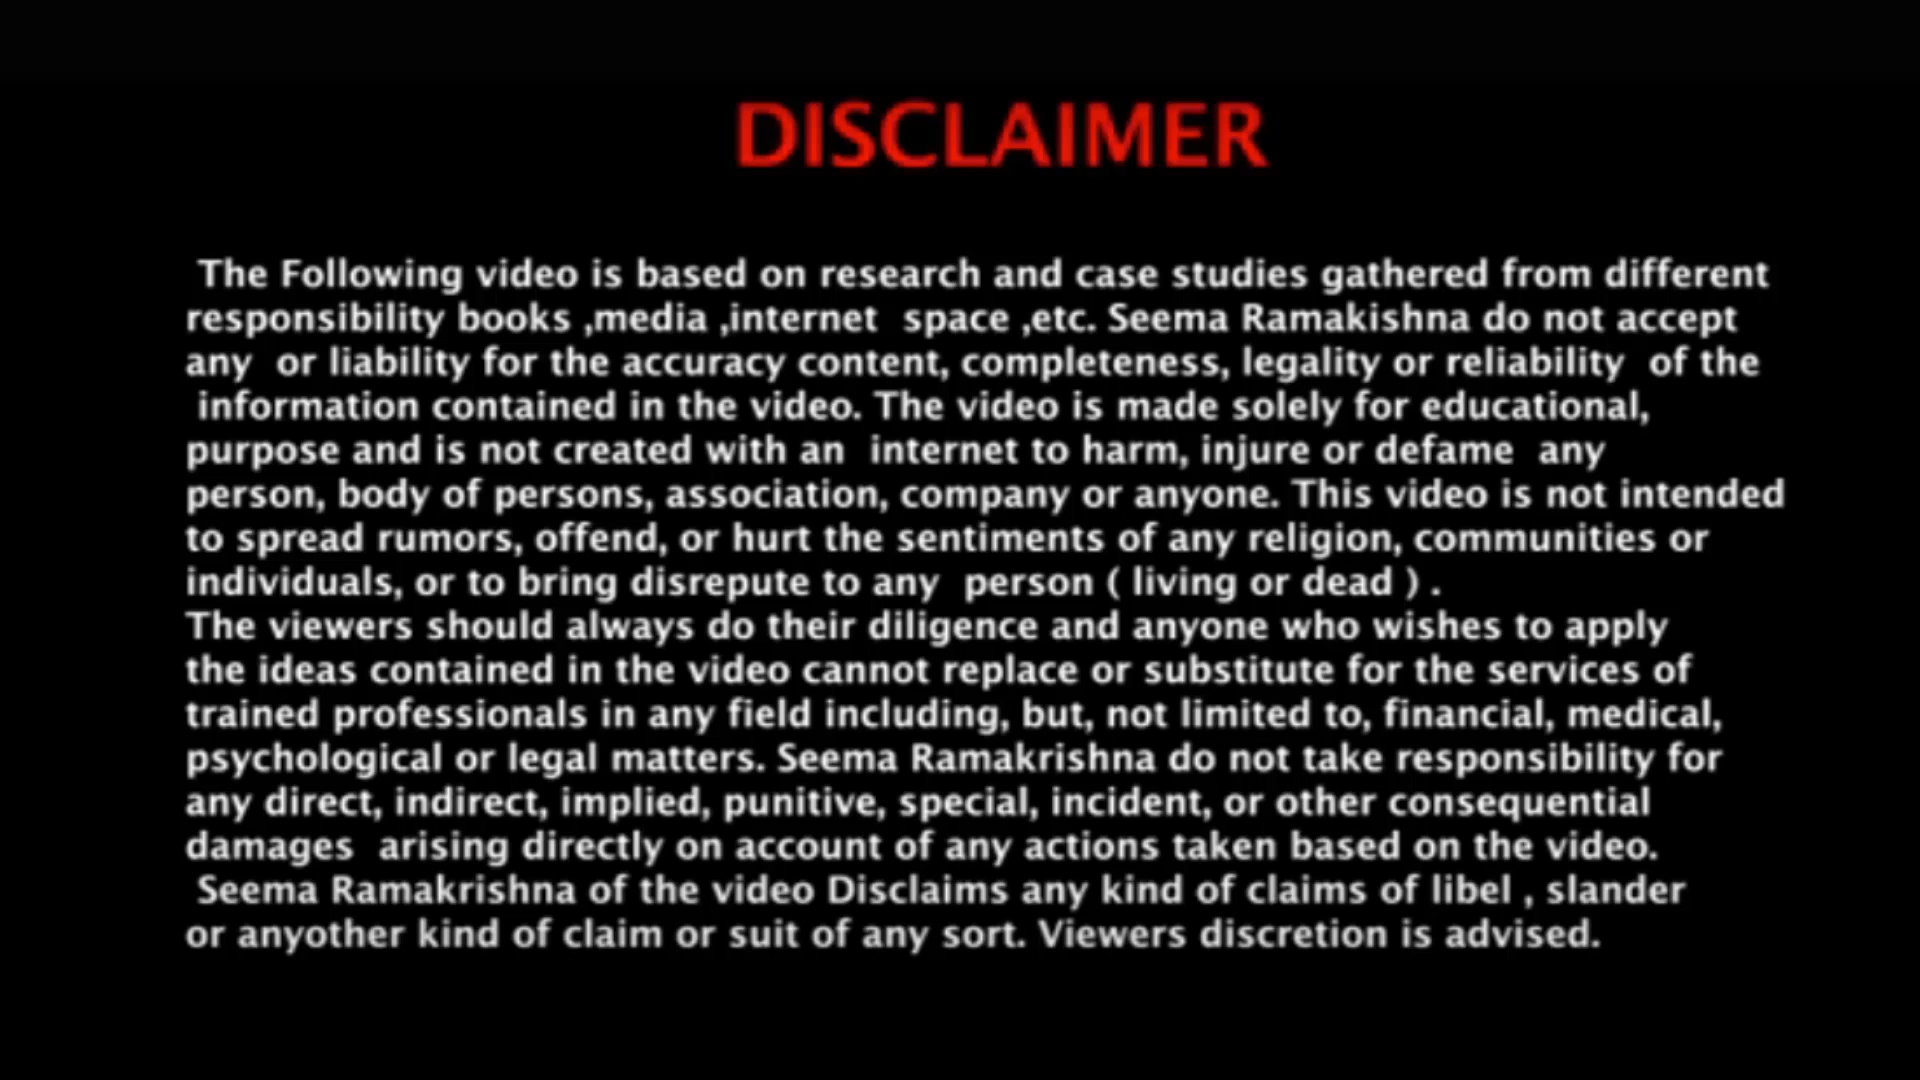 DISCLAIMER
The Following video is based on research and case studies gathered from different
responsibility books ,media ,internet space ,etc. Seema Ramakishna do not accept
any or liability for the accuracy content, completeness, legality or reliability of the
information contained in the video. The video is made solely for educational,
purpose and is not created with an internet to harm, injure or defame any
person, body of persons, association, company or anyone. This video is not intended
to spread rumors, offend, or hurt the sentiments of any religion, communities or
individuals, or to bring disrepute to any person ( living or dead ) .
The viewers should always do their diligence and anyone who wishes to apply
the ideas contained in the video cannot replace or substitute for the services of
trained professionals in any field including, but, not limited to, financial, medical,
psychological or legal matters. Seema Ramakrishna do not take responsibility for
any direct, indirect, implied, punitive, special, incident, or other consequential
damages arising directly on account of any actions taken based on the video.
Seema Ramakrishna of the video Disclaims any kind of claims of libel , slander
or anyother kind of claim or suit of any sort. Viewers discretion is advised.